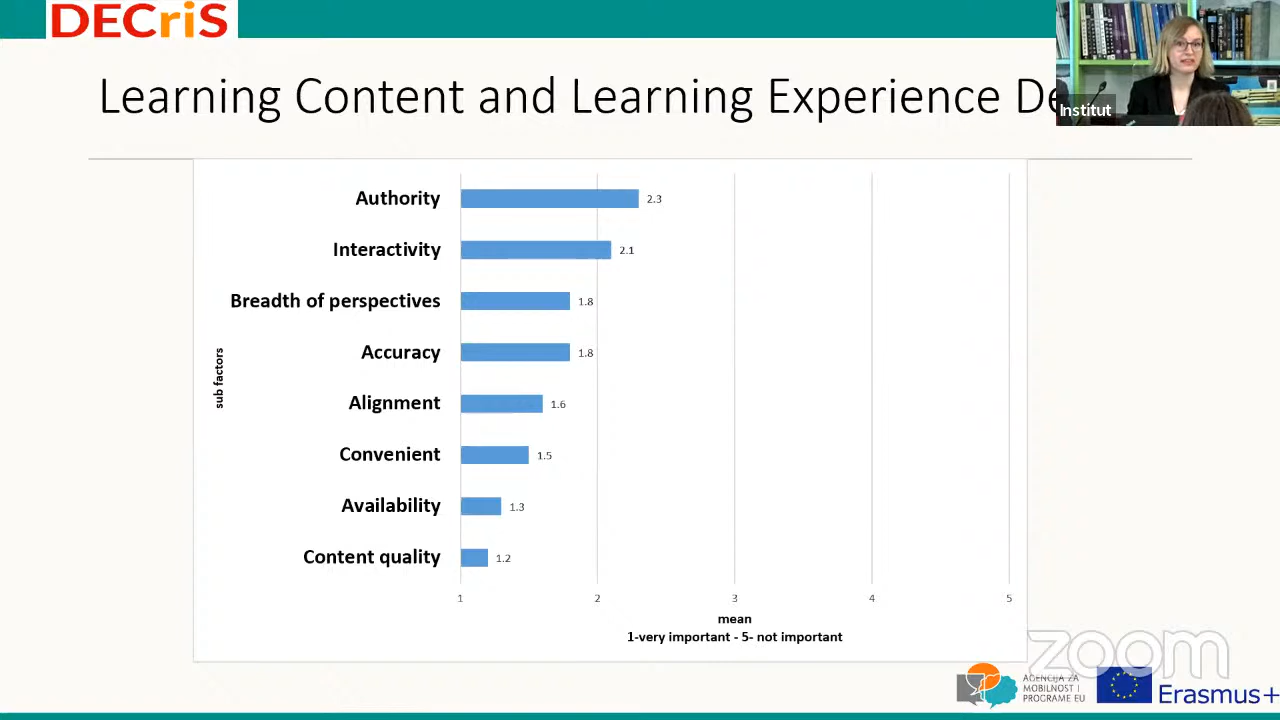 DECriS
Learning Content and Learning Experience De
Institut
Authority
2.3
Interactivity
2.1
Breadth of perspectives
1.8
Accuracy
1.8
sub factors
Alignment
1.6
Convenient
1.5
Availability
1.3
Content quality
1.2
1 2 3 4 5
mean
1-very important - 5- not important
zoom
AGENCIJA ZA
MOBILNOST I
PROGRAME EU
Erasmus+